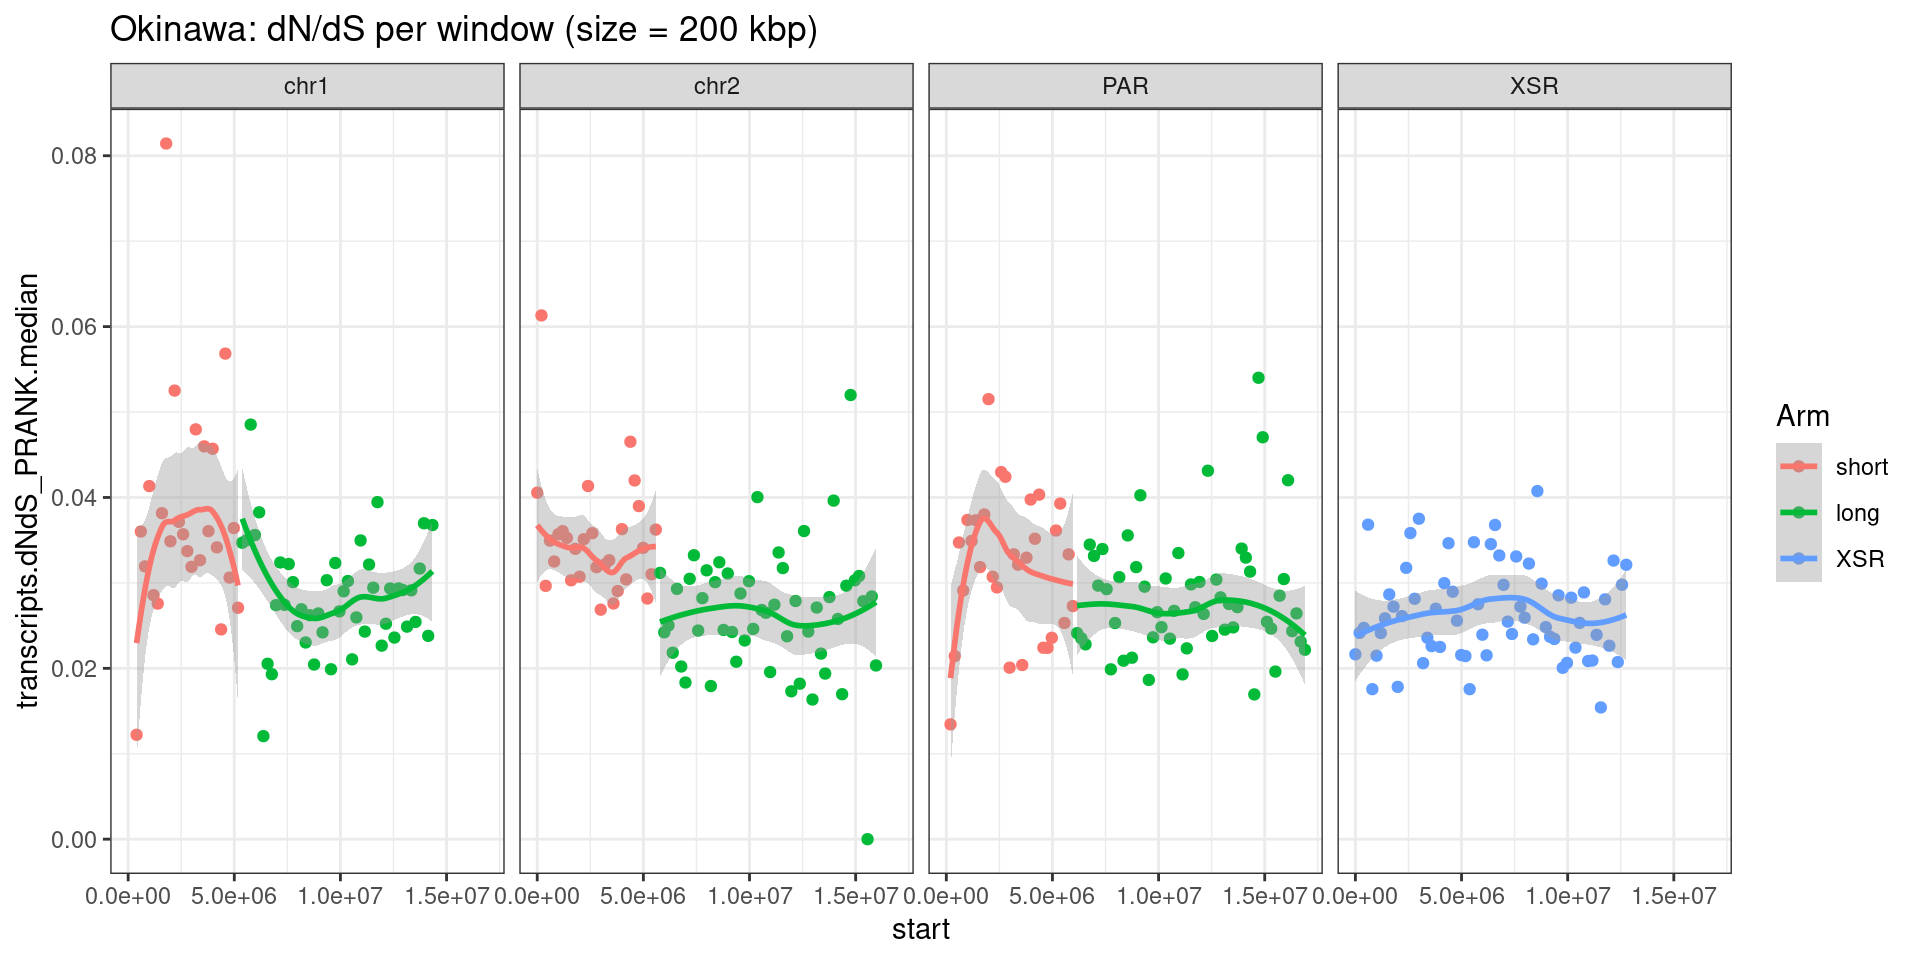 Okinawa: dN/dS per window (size = 200 kbp)
chr1
chr2
PAR
XSR
transcripts.dNdS_PRANK.median
0.08
0.06
0.04
0.02
0.00
0.0e+00 5.0e+06 1.0e+07 1.5e+07
0.0e+00 5.0e+06 1.0e+07 1.5e+07
0.0e+00 5.0e+06 1.0e+07 1.5e+07
0.0e+00 5.0e+06 1.0e+07 1.5e+07
start
Arm
short
long
XSR